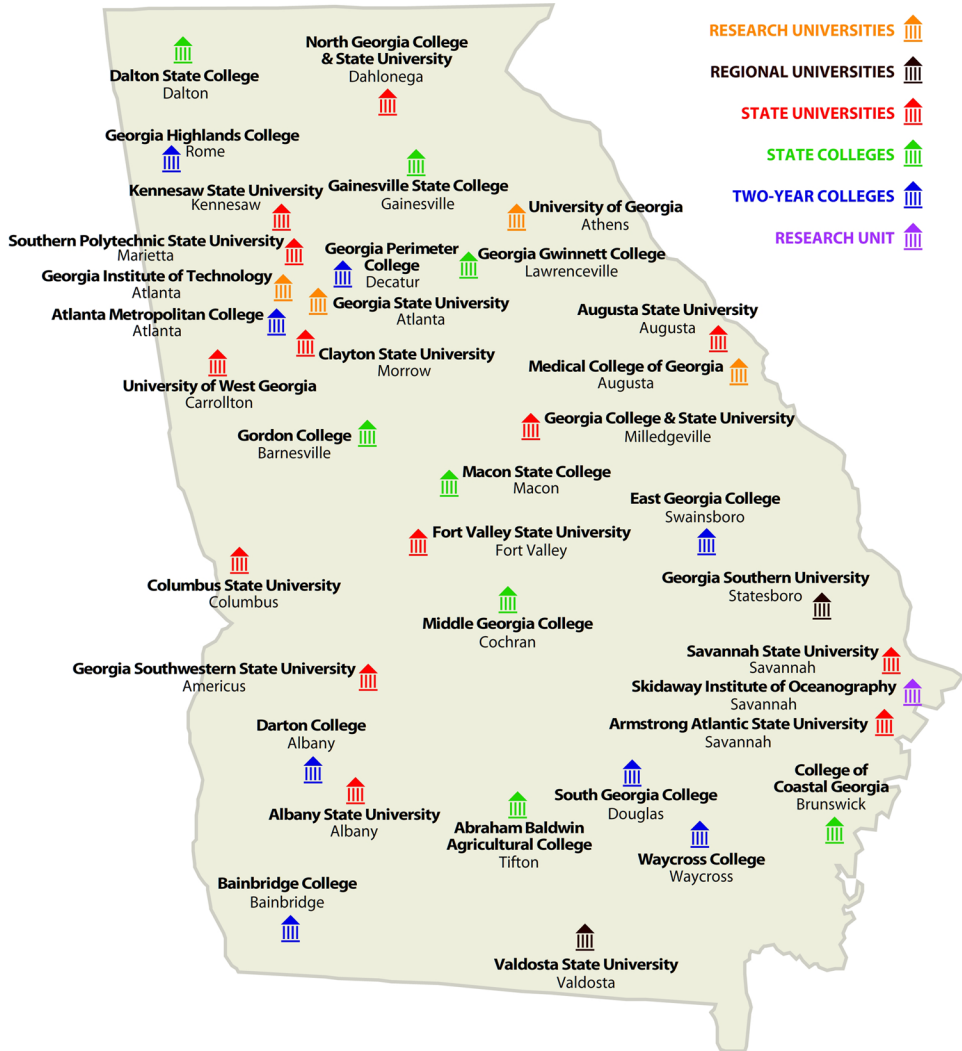 RESEARCH UNIVERSITIES
REGIONAL UNIVERSITIES
STATE UNIVERSITIES
STATE COLLEGES
TWO-YEAR COLLEGES
RESEARCH UNIT
North Georgia College
& State University
Dahlonega
Dalton State College
Dalton
Georgia Highlands College
Rome
Kennesaw State University
Kennesaw
Gainesville State College
Gainesville
University of Georgia
Athens
Southern Polytechnic State University
Marietta
Georgia Perimeter
College
Decatur
Georgia Gwinnett College
Lawrenceville
Georgia Institute of Technology
Atlanta
Georgia State University
Atlanta
Atlanta Metropolitan College
Atlanta
Augusta State University
Augusta
Clayton State University
Morrow
Medical College of Georgia
Augusta
University of West Georgia
Carrollton
Georgia College & State University
Milledgeville
Gordon College
Barnesville
Macon State College
Macon
East Georgia College
Swainsboro
Fort Valley State University
Fort Valley
Columbus State University
Columbus
Georgia Southern University
Statesboro
Middle Georgia College
Cochran
Savannah State University
Savannah
Georgia Southwestern State University
Americus
Skidaway Institute of Oceanography
Savannah
Armstrong Atlantic State University
Savannah
Darton College
Albany
College of
Coastal Georgia
Brunswick
South Georgia College
Douglas
Albany State University
Albany
Abraham Baldwin
Agricultural College
Tifton
Waycross College
Waycross
Bainbridge College
Bainbridge
Valdosta State University
Valdosta